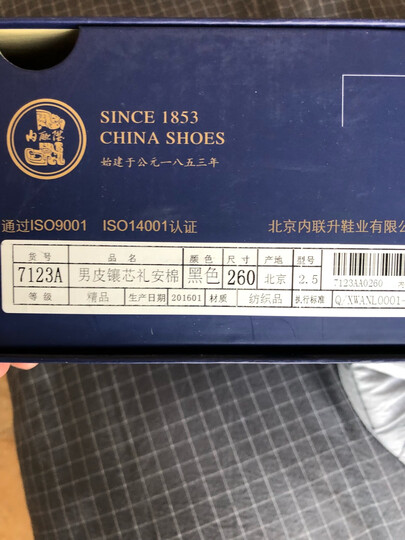 内联陞
SINCE 1853
CHINA SHOES
始建于公元一八五三年
通过ISO9001 ISO14001认证
北京内联升鞋业有限公
货号 品名 颜色 尺寸 产地 型号
7123A 男皮镶芯礼安棉 黑色 260 北京 2.5 7123AA0260
等级 精品 生产日期 201601 材质 纺织品 执行标准 Q/XWANL0001-